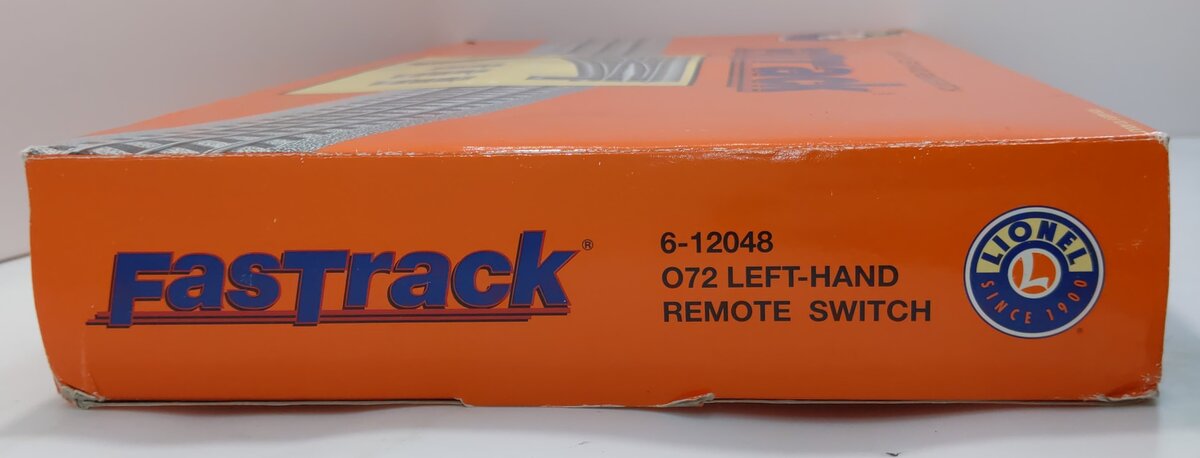 FasTrack®
6-12048
O72 LEFT-HAND
REMOTE SWITCH
LIONEL
L
SINCE 1900
®